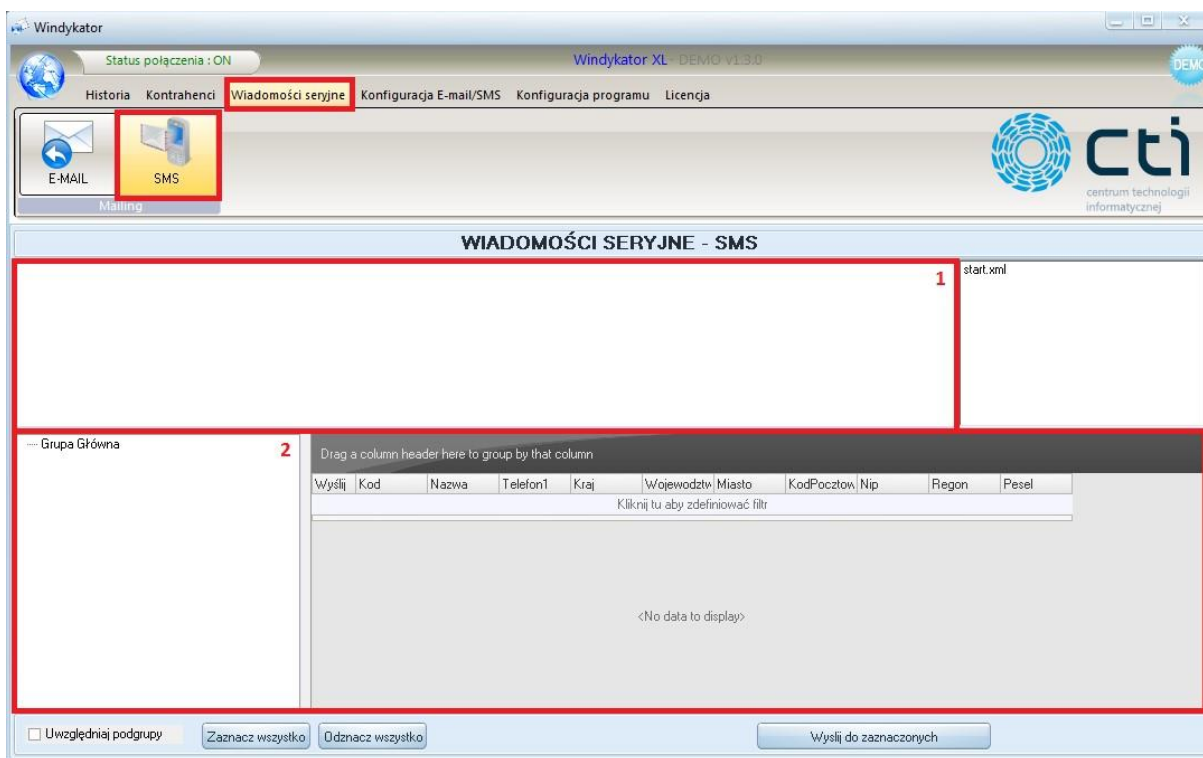 Windykator
Status połączenia : ON
Windykator XL - DEMO v1.3.0
DEMO
Historia Kontrahenci Wiadomości seryjne Konfiguracja E-mail/SMS Konfiguracja programu Licencja
E-MAIL SMS
Mailing
cti
centrum technologii
informatycznej
WIADOMOŚCI SERYJNE - SMS
1
start.xml
Grupa Główna
2
Drag a column header here to group by that column
Wyślij Kod Nazwa Telefon1 Kraj Wojewodztw Miasto KodPocztow Nip Regon Pesel
Kliknij tu aby zdefiniować filtr
<No data to display>
Uwzględniaj podgrupy Zaznacz wszystko Odznacz wszystko Wyślij do zaznaczonych